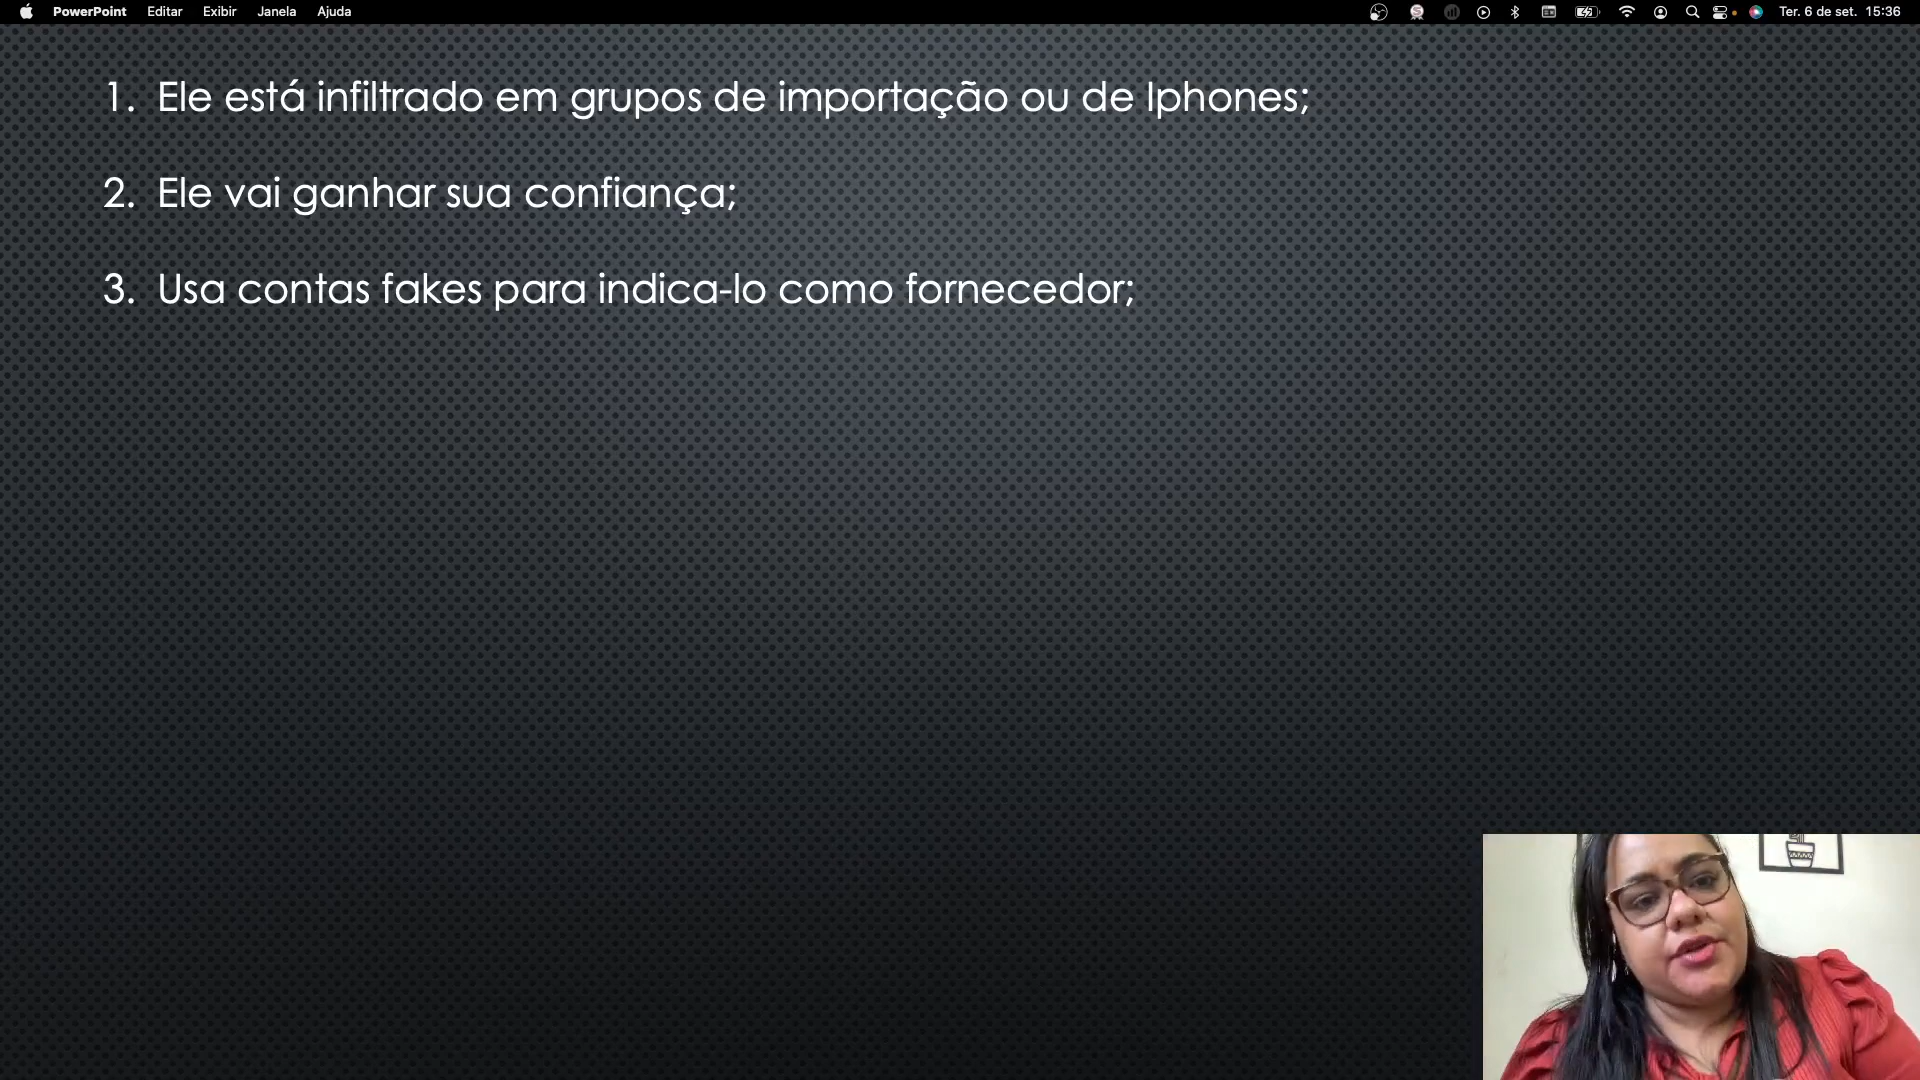 PowerPoint Editar Exibir Janela Ajuda Ter. 6 de set. 15:36
1. Ele está infiltrado em grupos de importação ou de Iphones;
2. Ele vai ganhar sua confiança;
3. Usa contas fakes para indica-lo como fornecedor;